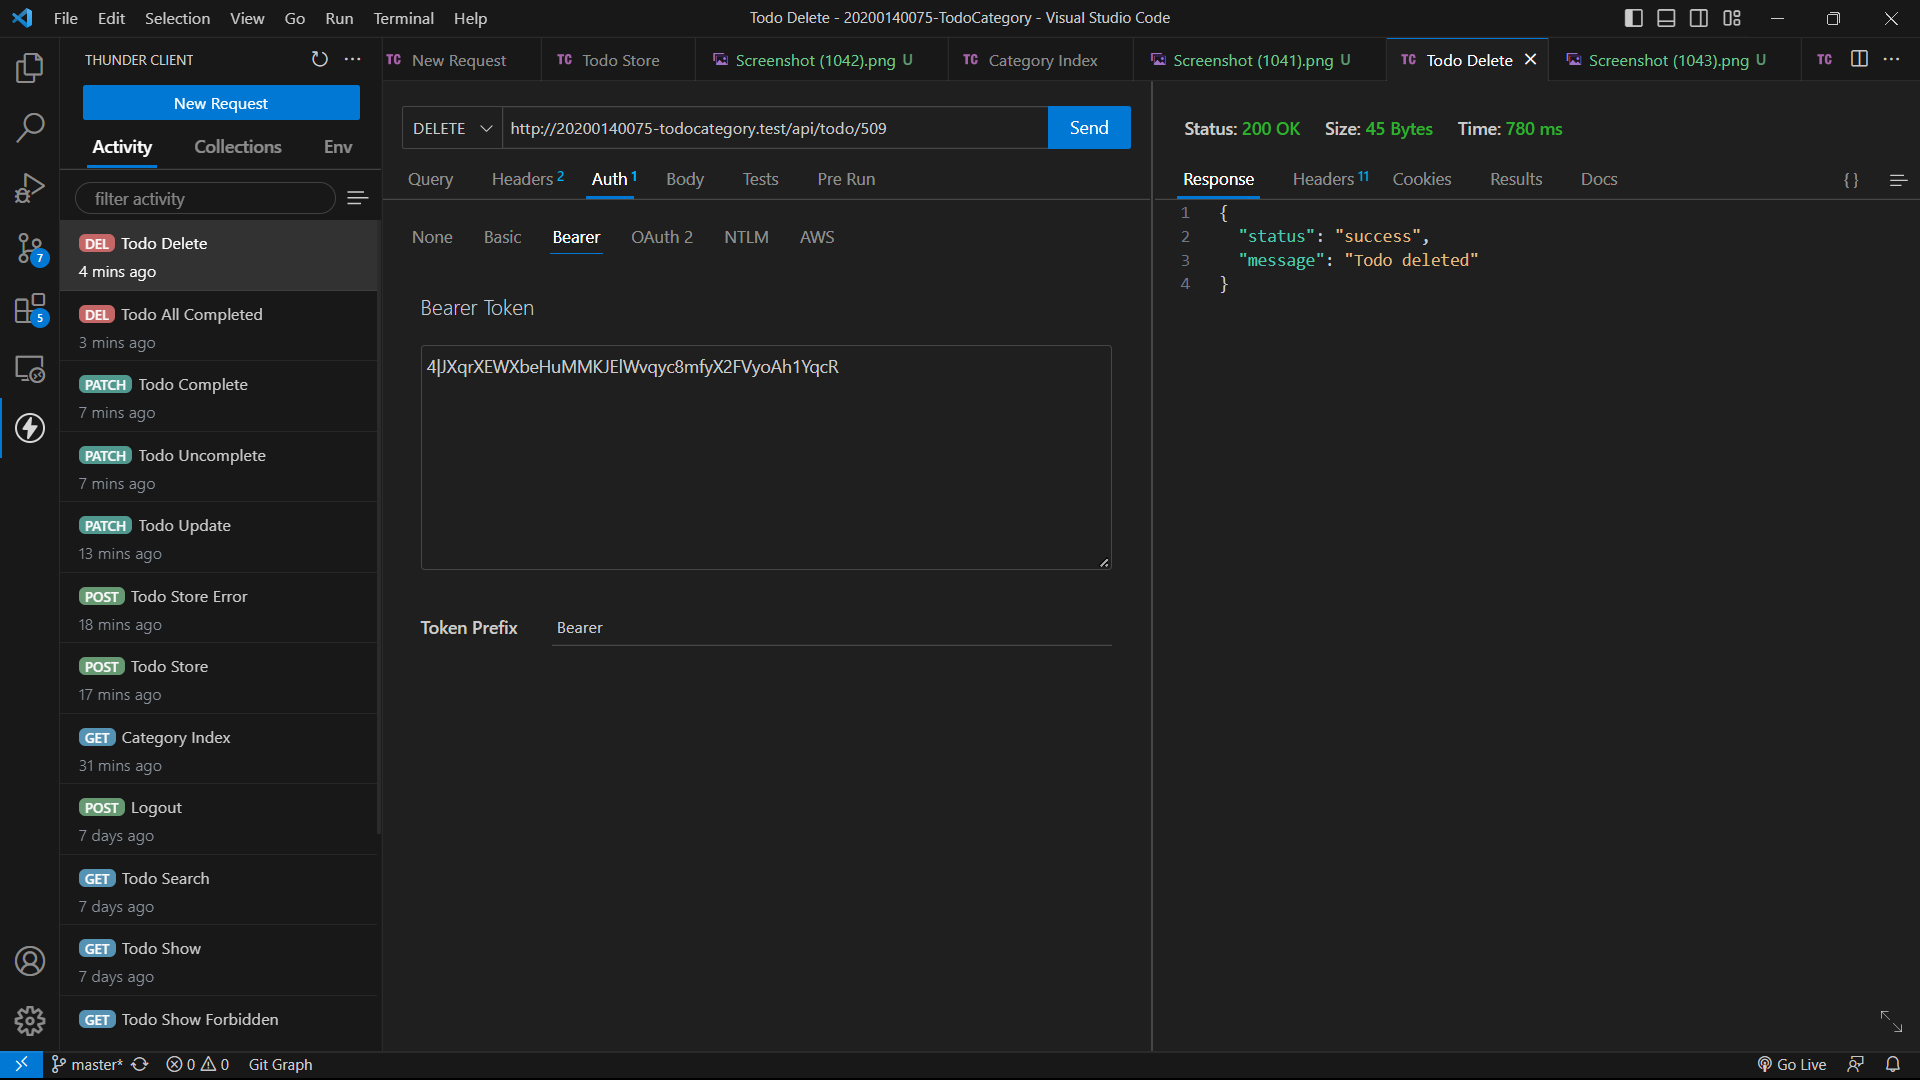 File Edit Selection View Go Run Terminal Help
Todo Delete - 20200140075-TodoCategory - Visual Studio Code
THUNDER CLIENT
New Request
Activity Collections Env
filter activity
DEL Todo Delete
4 mins ago
DEL Todo All Completed
3 mins ago
PATCH Todo Complete
7 mins ago
PATCH Todo Uncomplete
7 mins ago
PATCH Todo Update
13 mins ago
POST Todo Store Error
18 mins ago
POST Todo Store
17 mins ago
GET Category Index
31 mins ago
POST Logout
7 days ago
GET Todo Search
7 days ago
GET Todo Show
7 days ago
GET Todo Show Forbidden
7
5
TC New Request TC Todo Store Screenshot (1042).png U TC Category Index Screenshot (1041).png U TC Todo Delete Screenshot (1043).png U TC
DELETE http://20200140075-todocategory.test/api/todo/509 Send
Query Headers 2 Auth 1 Body Tests Pre Run
None Basic Bearer OAuth 2 NTLM AWS
Bearer Token
4|JXqrXEWXbeHuMMKJElWvqyc8mfyX2FVyoAh1YqcR
Token Prefix Bearer
Status: 200 OK Size: 45 Bytes Time: 780 ms
Response Headers 11 Cookies Results Docs { }
1 {
2 "status": "success",
3 "message": "Todo deleted"
4 }
master* 0 0 Git Graph
Go Live